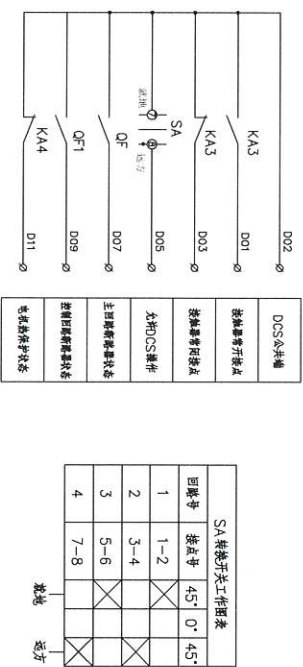 D02 DCS公共端
KA3 D01 接触器常开接点
KA3 D03 接触器常闭接点
SA
⑦ ⑧ D05 允许DCS操作
就地 远方
QF D07 主回路断路器状态
QF1 D09 控制回路断路器状态
KA4 D11 电机热保护状态
SA转换开关工作图表
回路号 接点号 45° 0° 45°
1 1-2
2 3-4
3 5-6
4 7-8
就地 远方